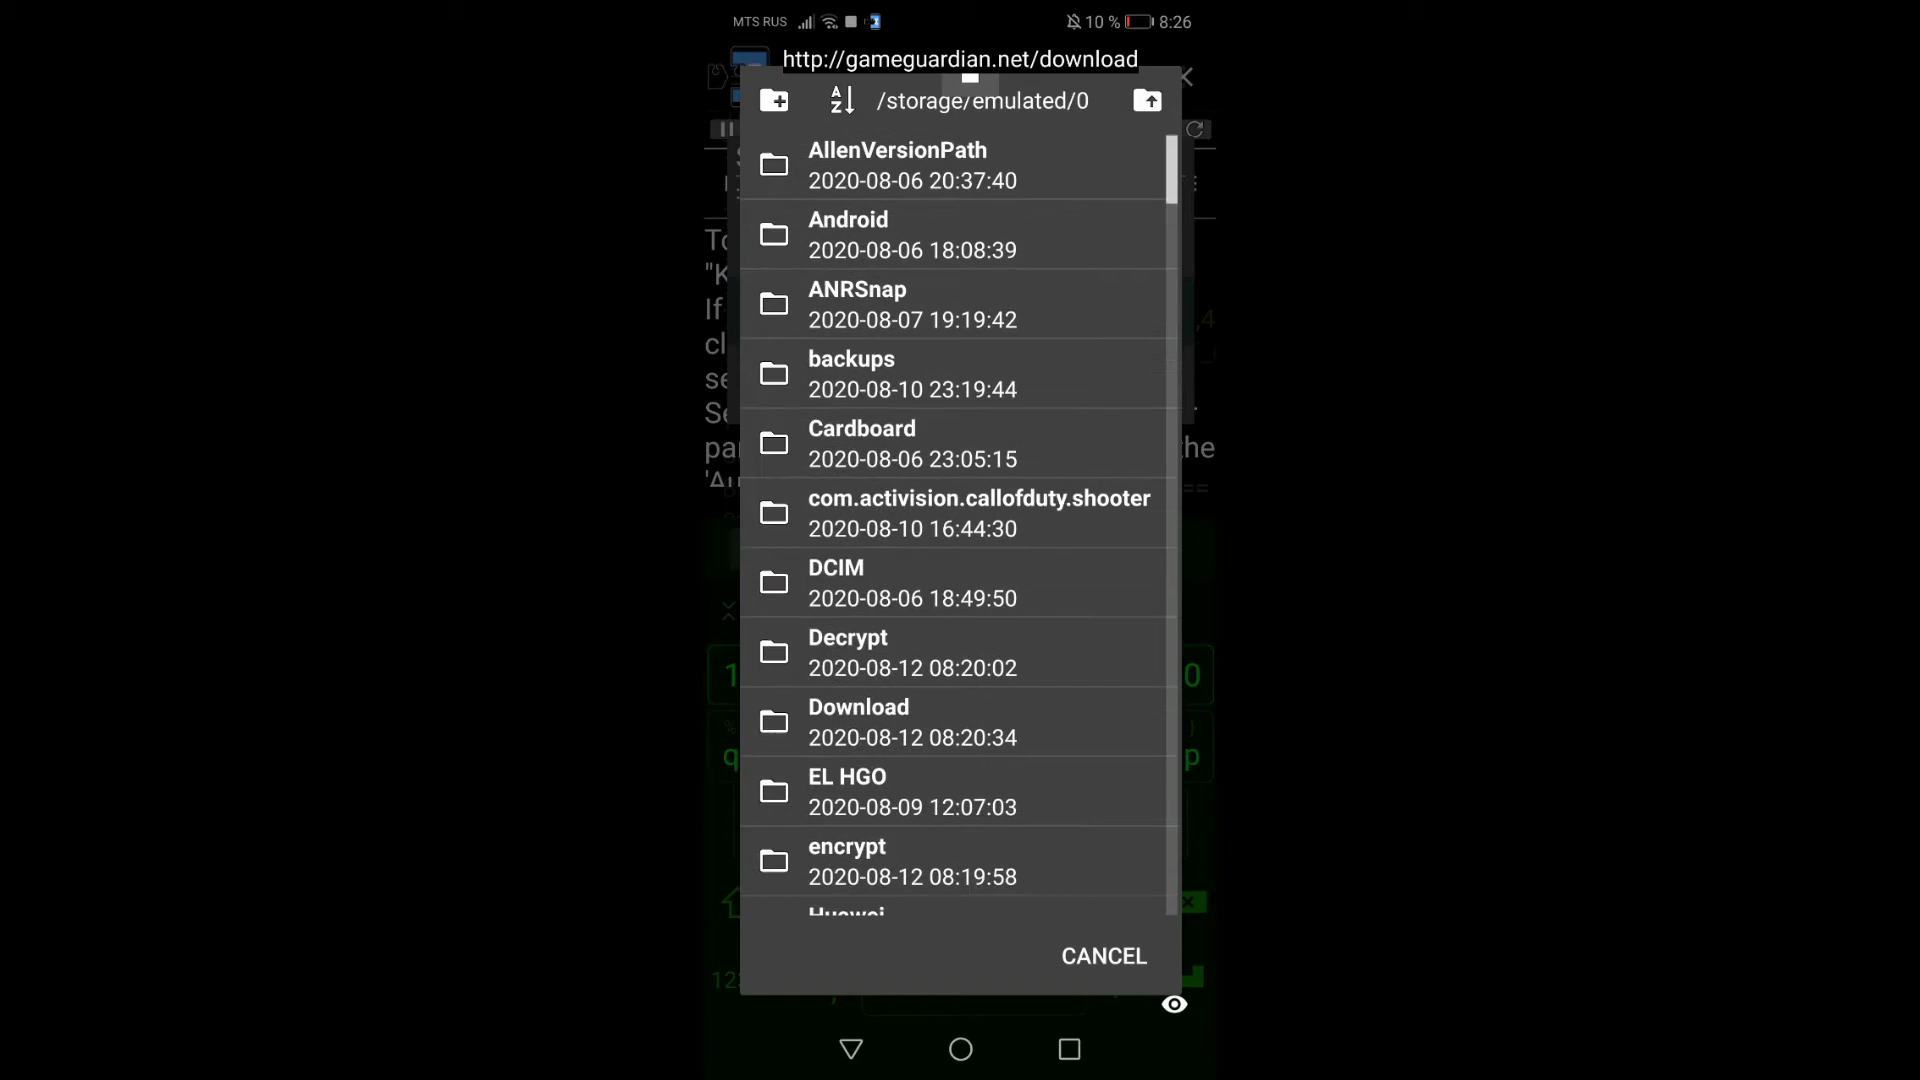 MTS RUS 10 % 8:26
http://gameguardian.net/download
/storage/emulated/0
AllenVersionPath
2020-08-06 20:37:40
Android
2020-08-06 18:08:39
ANRSnap
2020-08-07 19:19:42
backups
2020-08-10 23:19:44
Cardboard
2020-08-06 23:05:15
com.activision.callofduty.shooter
2020-08-10 16:44:30
DCIM
2020-08-06 18:49:50
Decrypt
2020-08-12 08:20:02
Download
2020-08-12 08:20:34
EL HGO
2020-08-09 12:07:03
encrypt
2020-08-12 08:19:58
Huawei
CANCEL